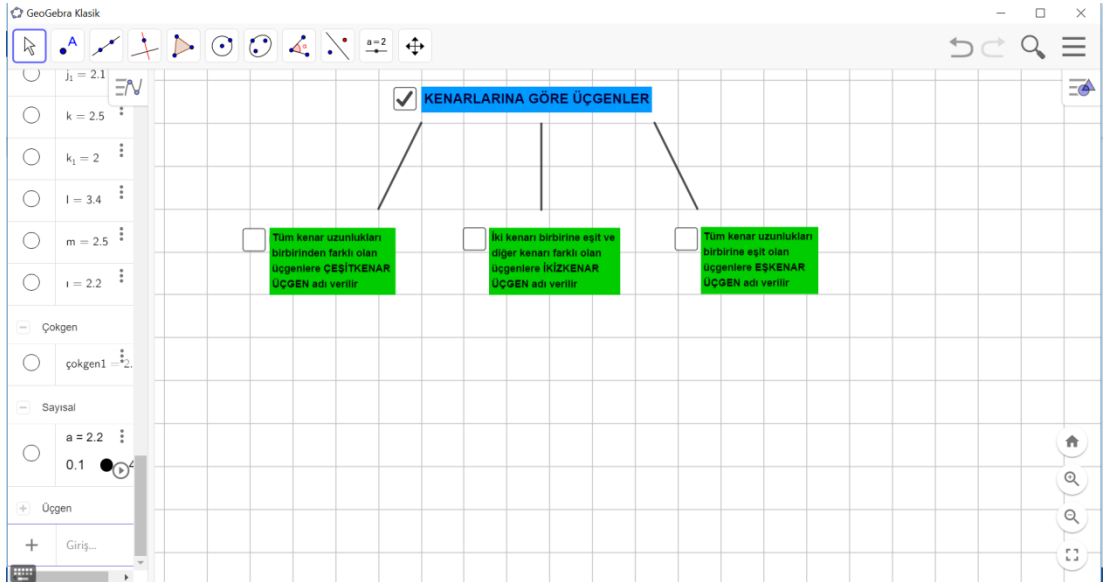 GeoGebra Klasik
A
a=2
j₁ = 2.1
k = 2.5
k₁ = 2
l = 3.4
m = 2.5
ı = 2.2
Çokgen
çokgen1 = 2.
Sayısal
a = 2.2
0.1
Üçgen
Giriş...
KENARLARINA GÖRE ÜÇGENLER
Tüm kenar uzunlukları
birbirinden farklı olan
üçgenlere ÇEŞİTKENAR
ÜÇGEN adı verilir
İki kenarı birbirine eşit ve
diğer kenarı farklı olan
üçgenlere İKİZKENAR
ÜÇGEN adı verilir
Tüm kenar uzunlukları
birbirine eşit olan
üçgenlere EŞKENAR
ÜÇGEN adı verilir